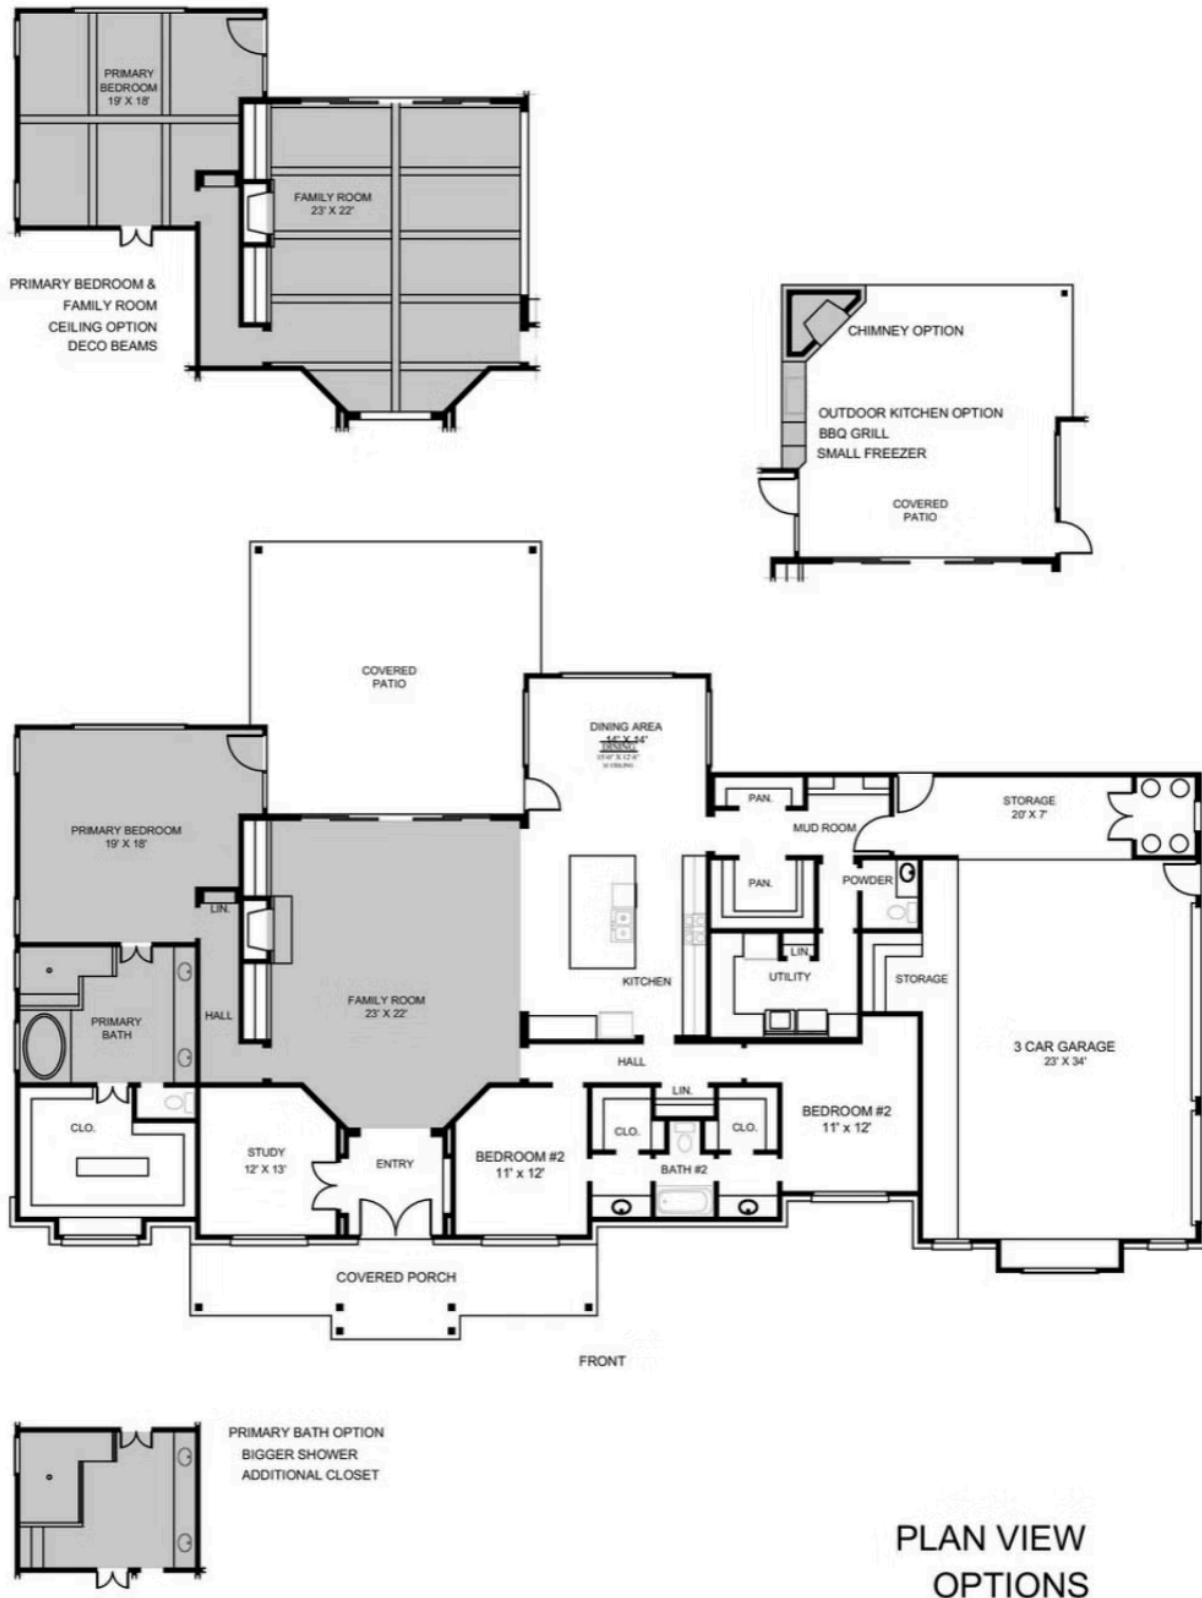 PRIMARY
BEDROOM
19' X 18'
FAMILY ROOM
23' X 22'
PRIMARY BEDROOM &
FAMILY ROOM
CEILING OPTION
DECO BEAMS
CHIMNEY OPTION
OUTDOOR KITCHEN OPTION
BBQ GRILL
SMALL FREEZER
COVERED
PATIO
COVERED
PATIO
DINING AREA
14' X 14'
DINING
PAN.
MUD ROOM
STORAGE
20' X 7'
PRIMARY BEDROOM
19' X 18'
PAN.
POWDER
LIN.
LIN.
UTILITY
STORAGE
KITCHEN
FAMILY ROOM
23' X 22'
HALL
PRIMARY
BATH
3 CAR GARAGE
23' X 34'
HALL
LIN.
BEDROOM #2
11' x 12'
CLO.
CLO.
CLO.
STUDY
12' X 13'
ENTRY
BEDROOM #2
11' x 12'
BATH #2
COVERED PORCH
FRONT
PRIMARY BATH OPTION
BIGGER SHOWER
ADDITIONAL CLOSET
PLAN VIEW
OPTIONS